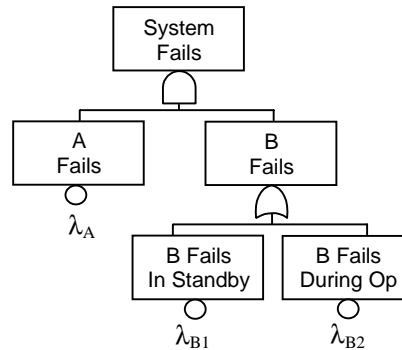 System
Fails
A
Fails
B
Fails
λA
B Fails
In Standby
B Fails
During Op
λB1
λB2